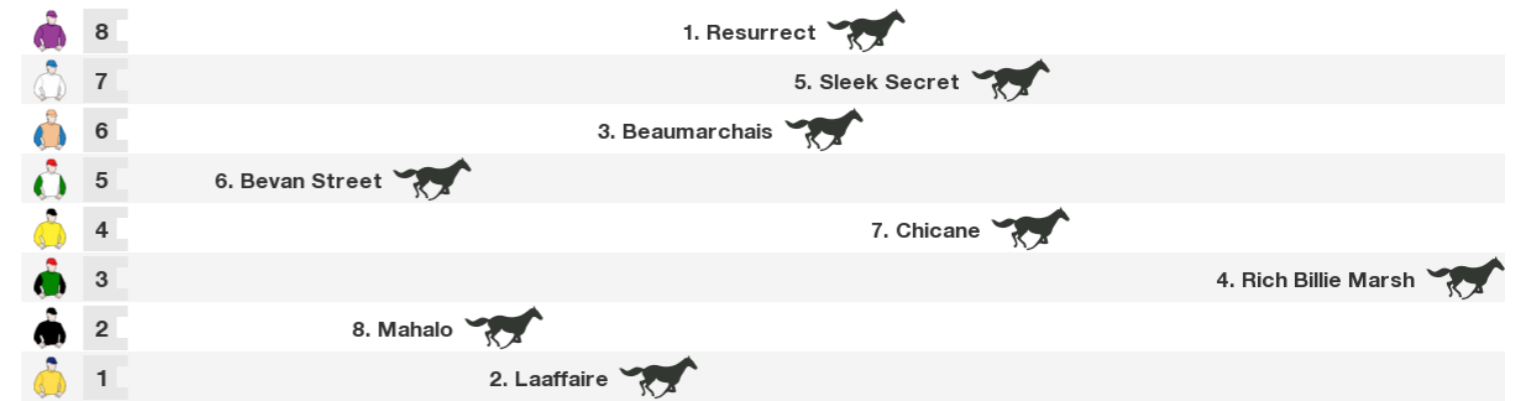 8 1. Resurrect
7 5. Sleek Secret
6 3. Beaumarchais
5 6. Bevan Street
4 7. Chicane
3 4. Rich Billie Marsh
2 8. Mahalo
1 2. Laaffaire